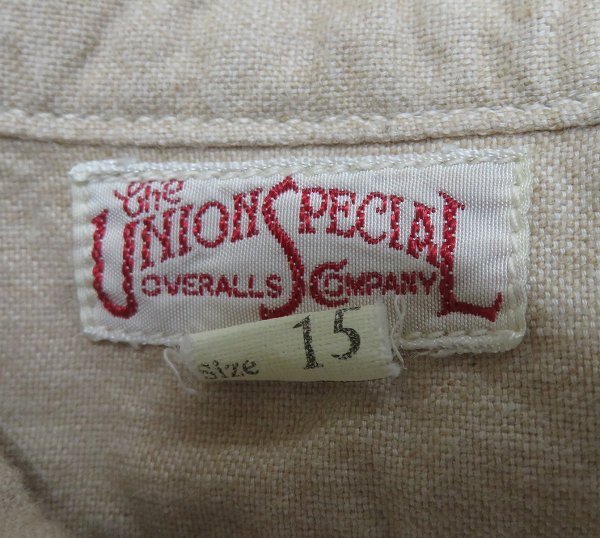 the
UNION SPECIAL
OVERALLS COMPANY
Size 15